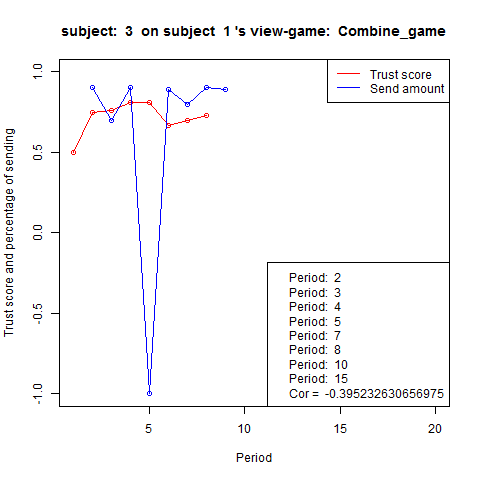 subject:  3  on subject  1 's view-game:  Combine_game
Trust score
Send amount
Trust score and percentage of sending
1.0
0.5
0.0
-0.5
-1.0
Period:  2
Period:  3
Period:  4
Period:  5
Period:  7
Period:  8
Period:  10
Period:  15
Cor =  -0.395232630656975
5 10 15 20
Period